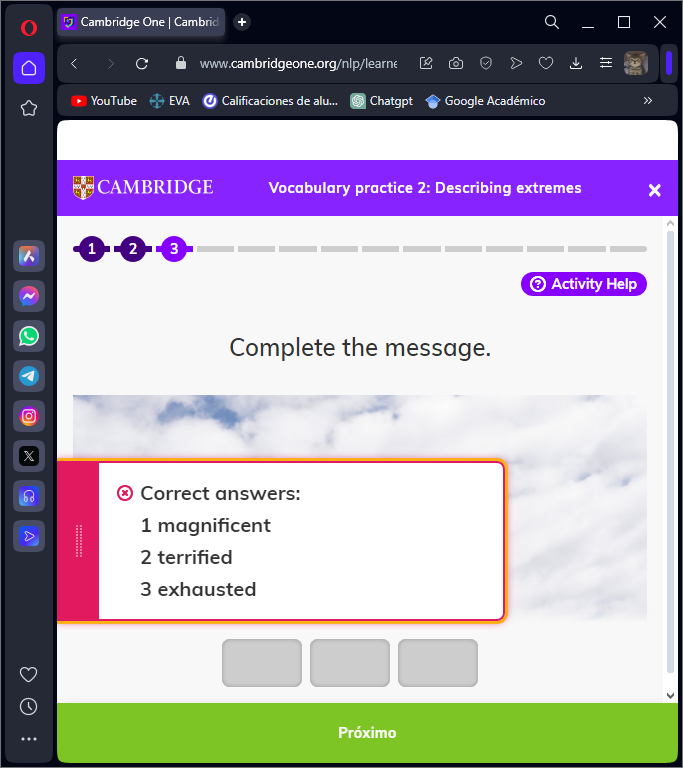 Cambridge One | Cambrid
www.cambridgeone.org/nlp/learne
YouTube
EVA
Calificaciones de alu...
Chatgpt
Google Académico
CAMBRIDGE
Vocabulary practice 2: Describing extremes
1 2 3
Activity Help
Complete the message.
Correct answers:
1 magnificent
2 terrified
3 exhausted
Próximo